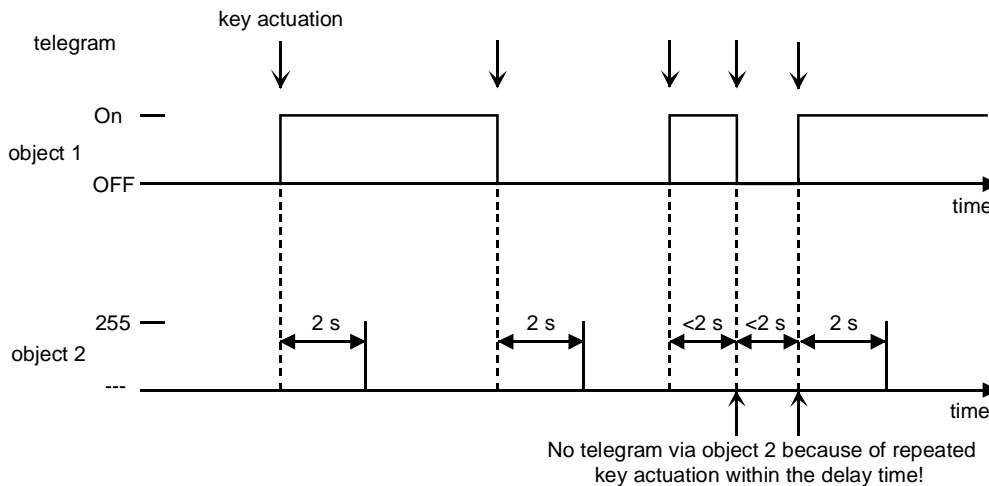 key actuation
telegram
On
object 1
OFF
time
255
2 s
2 s
<2 s
<2 s
2 s
object 2
---
time
No telegram via object 2 because of repeated
key actuation within the delay time!